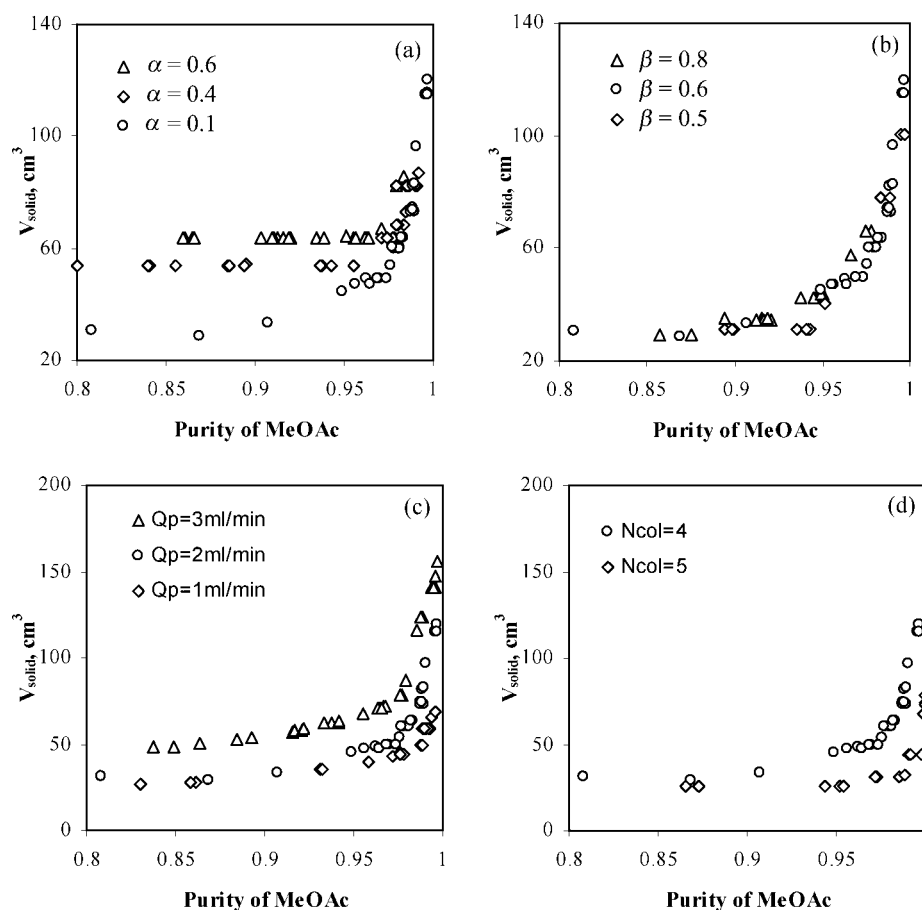 (a)
α = 0.6
α = 0.4
α = 0.1
V_solid, cm³
140
100
60
20
0.8
0.85
0.9
0.95
1
Purity of MeOAc
(b)
β = 0.8
β = 0.6
β = 0.5
V_solid, cm³
140
100
60
20
0.8
0.85
0.9
0.95
1
Purity of MeOAc
(c)
Qp=3ml/min
Qp=2ml/min
Qp=1ml/min
V_solid, cm³
200
150
100
50
0
0.8
0.85
0.9
0.95
1
Purity of MeOAc
(d)
Ncol=4
Ncol=5
V_solid, cm³
200
150
100
50
0
0.8
0.85
0.9
0.95
Purity of MeOAc